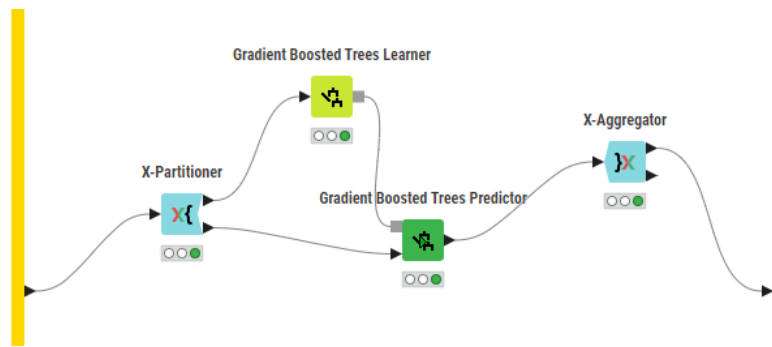 Gradient Boosted Trees Learner
X-Aggregator
X-Partitioner
Gradient Boosted Trees Predictor